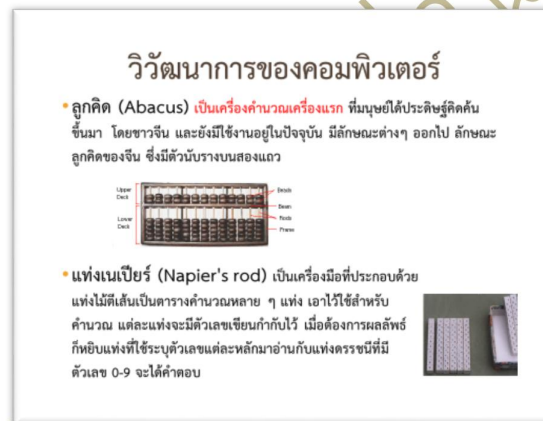 วิวัฒนาการของคอมพิวเตอร์
• ลูกคิด (Abacus) เป็นเครื่องคำนวณเครื่องแรก ที่มนุษย์ได้ประดิษฐ์คิดค้น
ขึ้นมา โดยชาวจีน และยังมีใช้งานอยู่ในปัจจุบัน มีลักษณะต่างๆ ออกไป ลักษณะ
ลูกคิดของจีน ซึ่งมีตัวนับรางบนสองแถว
Upper
Deck
Lower
Deck
Beads
Beam
Rods
Frame
• แท่งเนเปียร์ (Napier's rod) เป็นเครื่องมือที่ประกอบด้วย
แท่งไม้ตีเส้นเป็นตารางคำนวณหลาย ๆ แท่ง เอาไว้ใช้สำหรับ
คำนวณ แต่ละแท่งจะมีตัวเลขเขียนกำกับไว้ เมื่อต้องการผลลัพธ์
ก็หยิบแท่งที่ใช้ระบุตัวเลขแต่ละหลักมาอ่านกับแท่งดรรชนีที่มี
ตัวเลข 0-9 จะได้คำตอบ